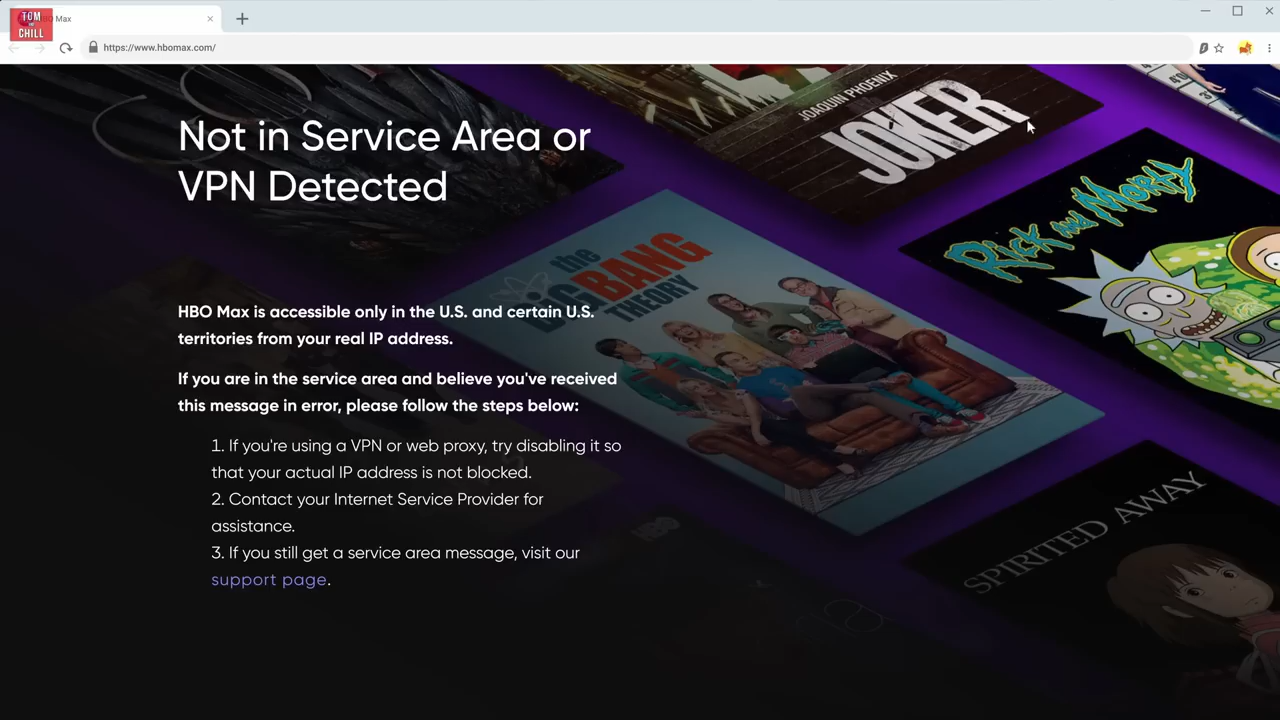 TOM
AND
CHILL
HBO Max
https://www.hbomax.com/
Not in Service Area or
VPN Detected
HBO Max is accessible only in the U.S. and certain U.S.
territories from your real IP address.
If you are in the service area and believe you've received
this message in error, please follow the steps below:
1. If you're using a VPN or web proxy, try disabling it so
that your actual IP address is not blocked.
2. Contact your Internet Service Provider for
assistance.
3. If you still get a service area message, visit our
support page.
JOAQUIN PHOENIX
JOKER
RICK and MORTY
the
BIG BANG
THEORY
SPIRITED AWAY
HBO